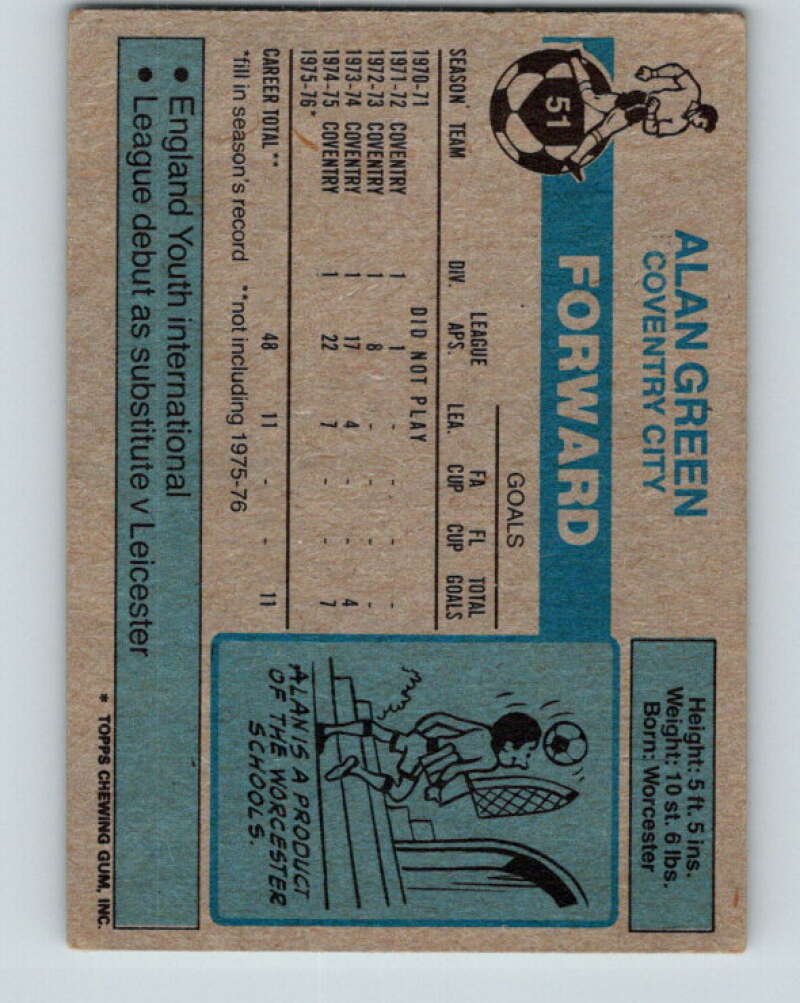 51
ALAN GREEN
COVENTRY CITY
Height: 5 ft. 5 ins.
Weight: 10 st. 6 lbs.
Born: Worcester
FORWARD
GOALS
LEAGUE FA FL TOTAL
SEASON TEAM DIV. APS. LEA. CUP CUP GOALS
1970-71 DID NOT PLAY
1971-72 COVENTRY 1 1 - - - -
1972-73 COVENTRY 1 8 - - - -
1973-74 COVENTRY 1 17 4 - - 4
1974-75 COVENTRY 1 22 7 - - 7
1975-76*
CAREER TOTAL** 48 11 - - 11
*fill in season's record **not including 1975-76
ALAN IS A PRODUCT
OF THE WORCESTER
SCHOOLS.
• England Youth international
• League debut as substitute v Leicester
* TOPPS CHEWING GUM, INC.